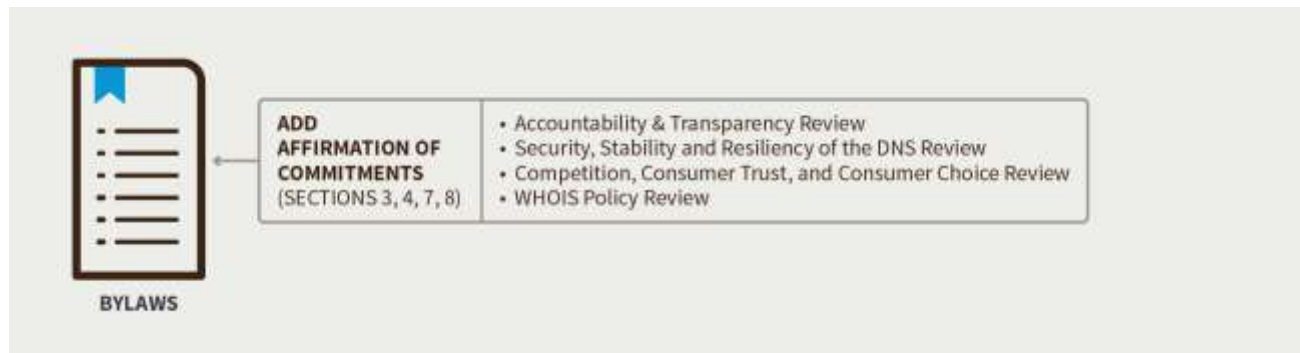 ADD
AFFIRMATION OF
COMMITMENTS
(SECTIONS 3, 4, 7, 8)
• Accountability & Transparency Review
• Security, Stability and Resiliency of the DNS Review
• Competition, Consumer Trust, and Consumer Choice Review
• WHOIS Policy Review
BYLAWS